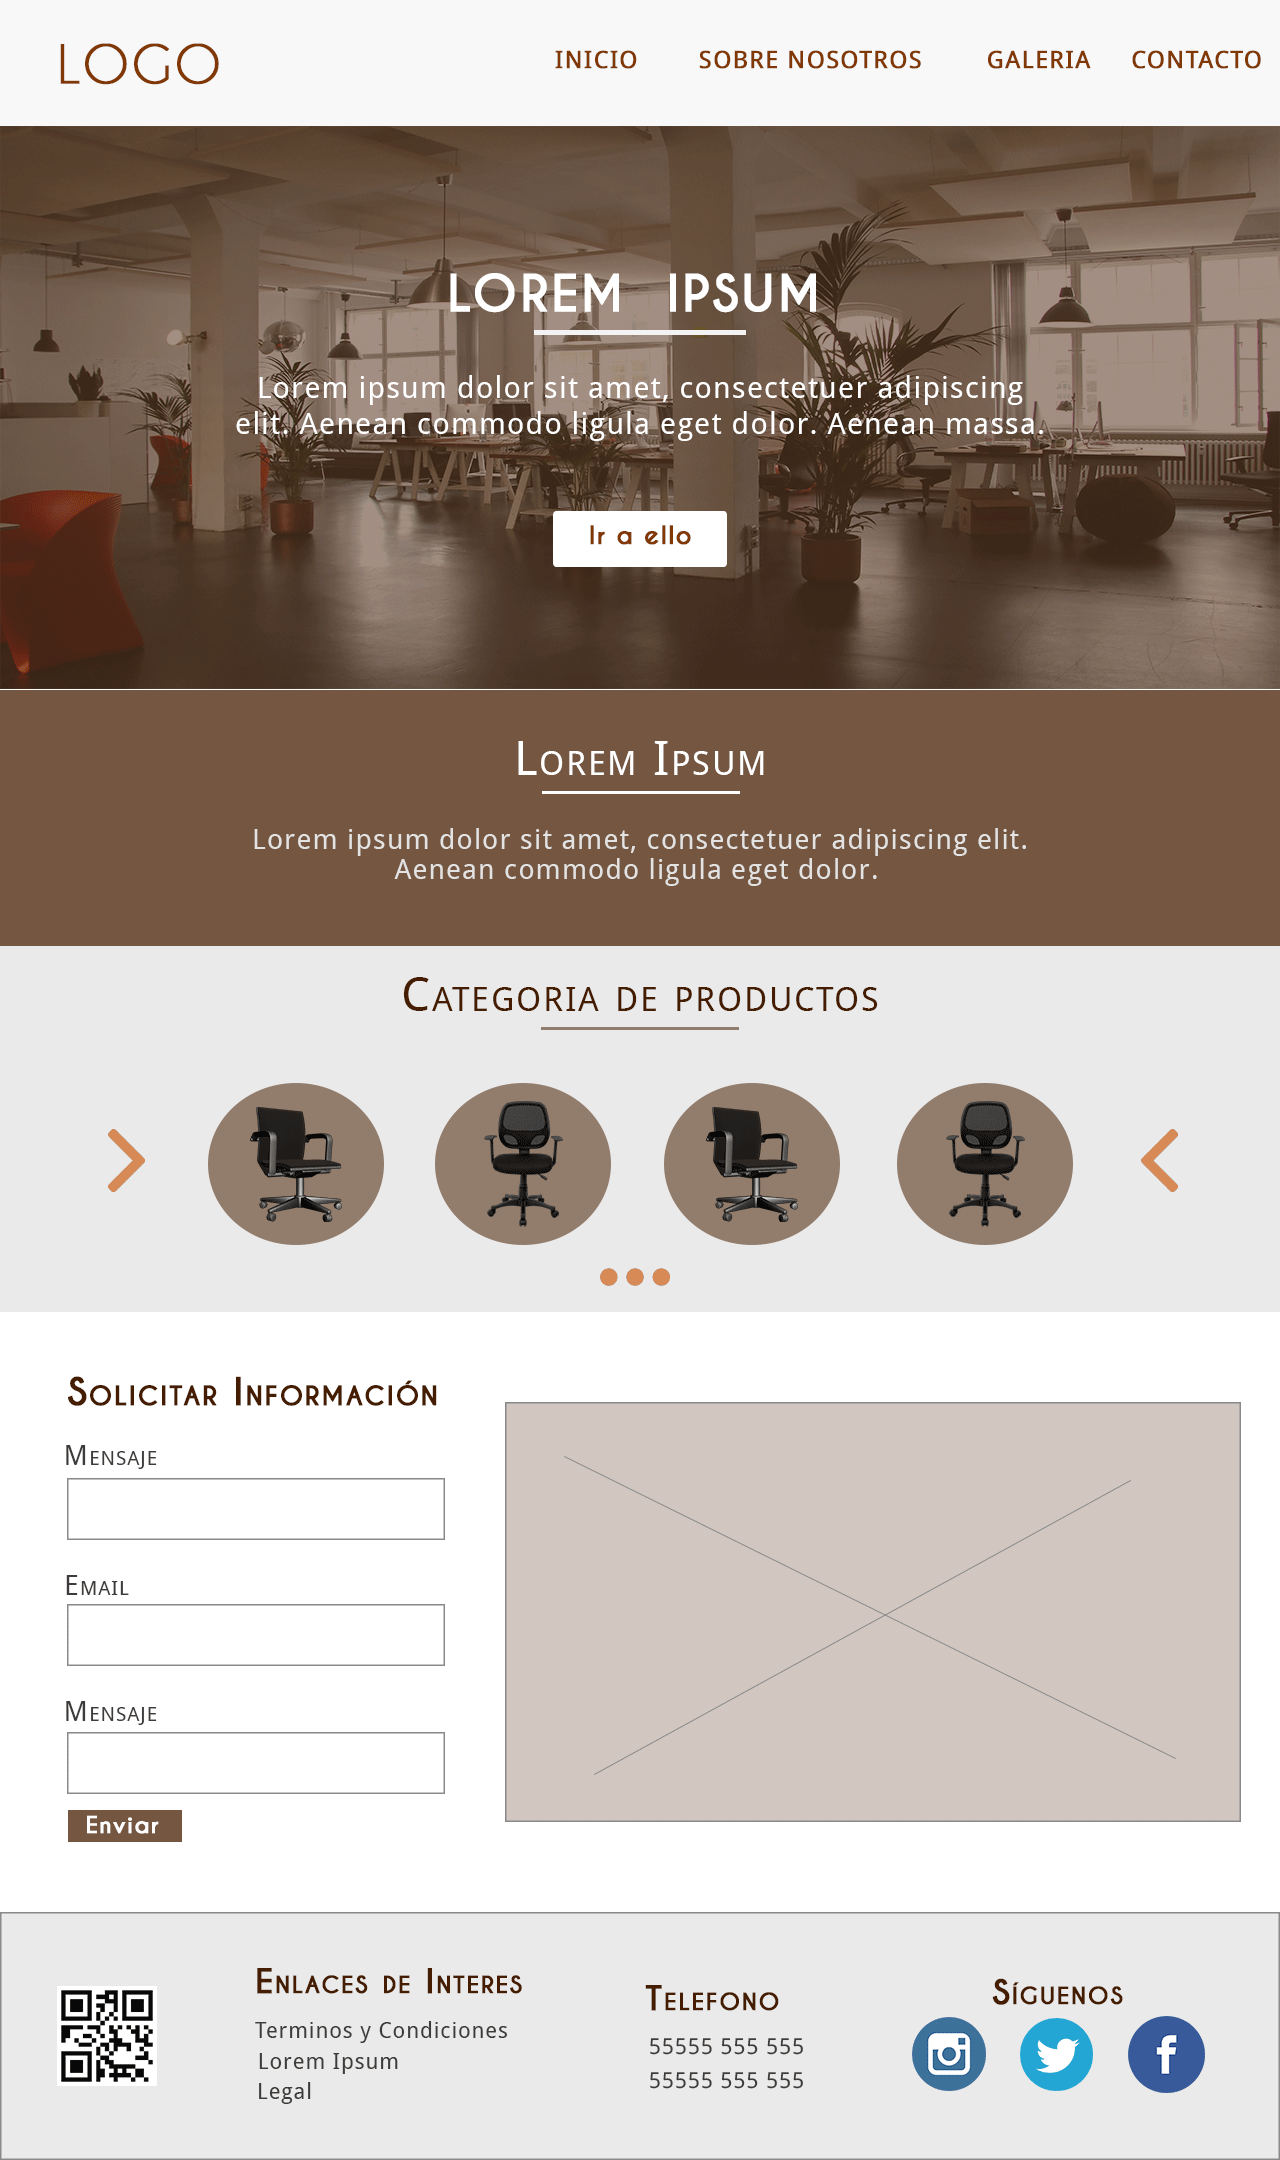 LOGO
INICIO SOBRE NOSOTROS GALERIA CONTACTO
LOREM IPSUM
Lorem ipsum dolor sit amet, consectetuer adipiscing
elit. Aenean commodo ligula eget dolor. Aenean massa.
Ir a ello
Lorem Ipsum
Lorem ipsum dolor sit amet, consectetuer adipiscing elit.
Aenean commodo ligula eget dolor.
Categoria de productos
Solicitar Información
Mensaje
Email
Mensaje
Enviar
Enlaces de Interes
Terminos y Condiciones
Lorem Ipsum
Legal
Telefono
55555 555 555
55555 555 555
Síguenos